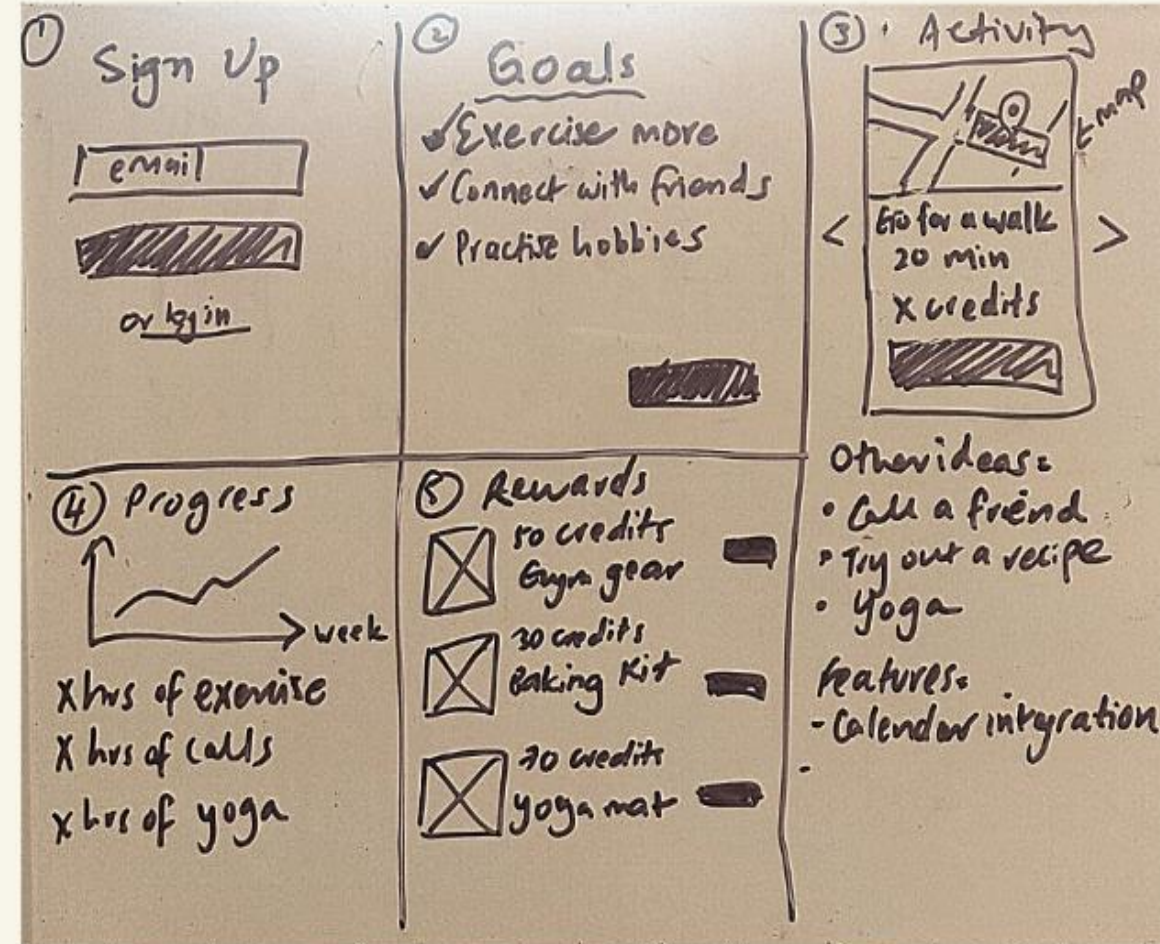 ① Sign Up
email
or login
② Goals
✓ Exercise more
✓ Connect with friends
✓ Practise hobbies
③ Activity
← map
< >
Go for a walk
20 min
X credits
Other ideas:
• Call a friend
• Try out a recipe
• Yoga
Features:
- Calendar integration
-
④ Progress
week
X hrs of exercise
X hrs of calls
X hrs of yoga
⑤ Rewards
50 credits
Gym gear
30 credits
Baking Kit
credits
yoga mat